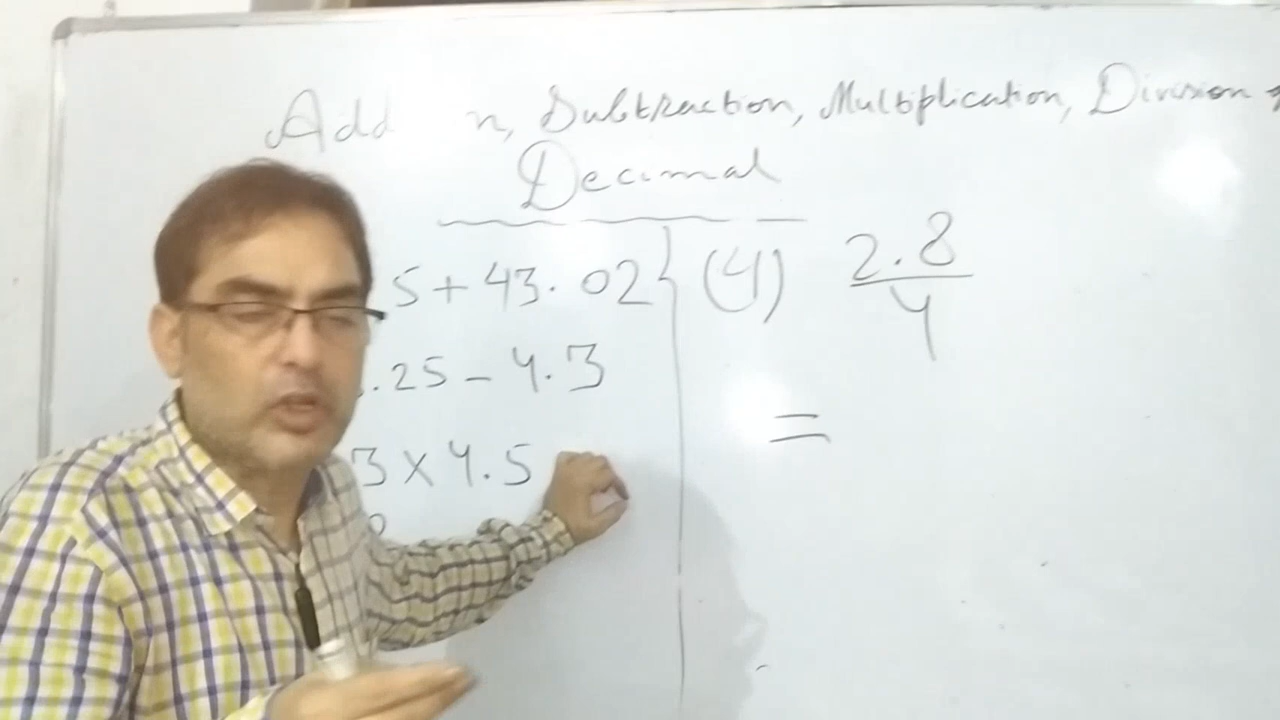 Add n, Subtraction, Multiplication, Division
Decimal
5 + 43.02
.25 - 4.3
3 × 4.5
(4) 2.8
4
=